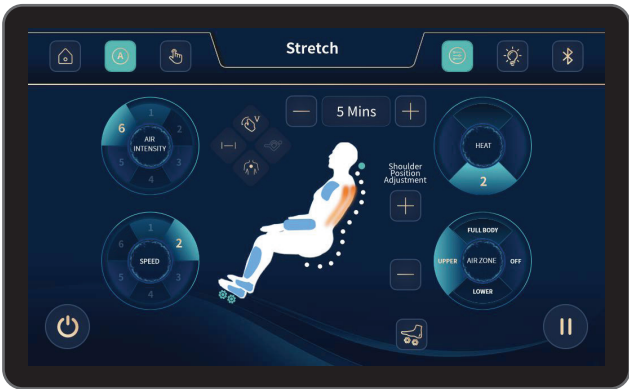 A
Stretch
5 Mins
V
1
2
3
4
5
6
AIR
INTENSITY
HEAT
2
Shoulder
Position
Adjustment
1
2
3
4
5
6
SPEED
FULL BODY
UPPER
AIR ZONE
OFF
LOWER